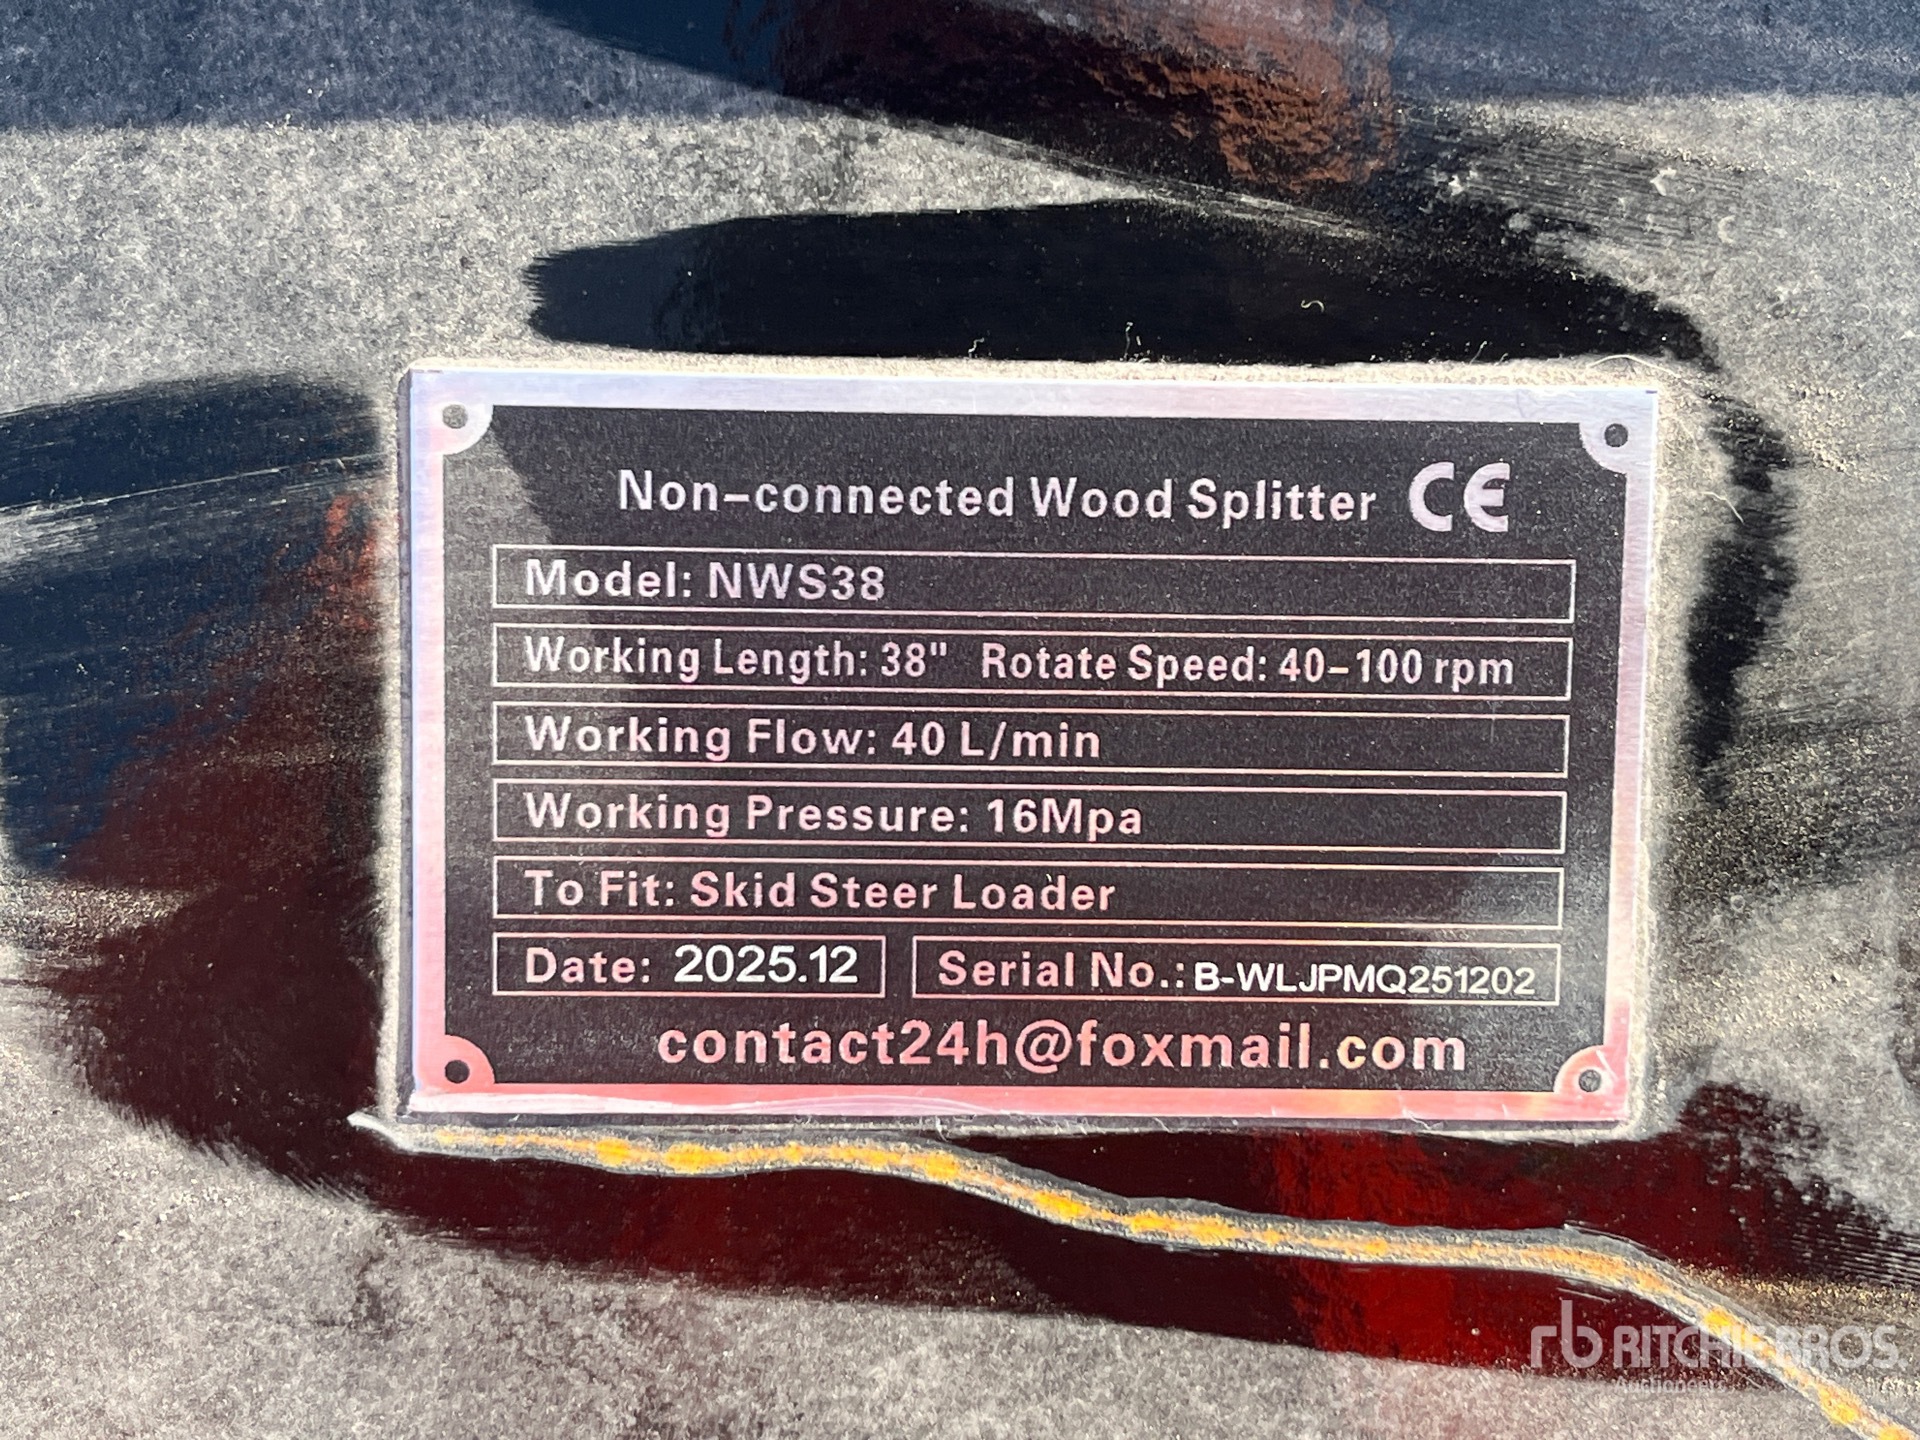 Non-connected Wood Splitter CE
Model: NWS38
Working Length: 38" Rotate Speed: 40-100 rpm
Working Flow: 40 L/min
Working Pressure: 16Mpa
To Fit: Skid Steer Loader
Date: 2025.12 Serial No.: B-WLJPMQ251202
contact24h@foxmail.com
rb RITCHIE BROS.
Auctioneers